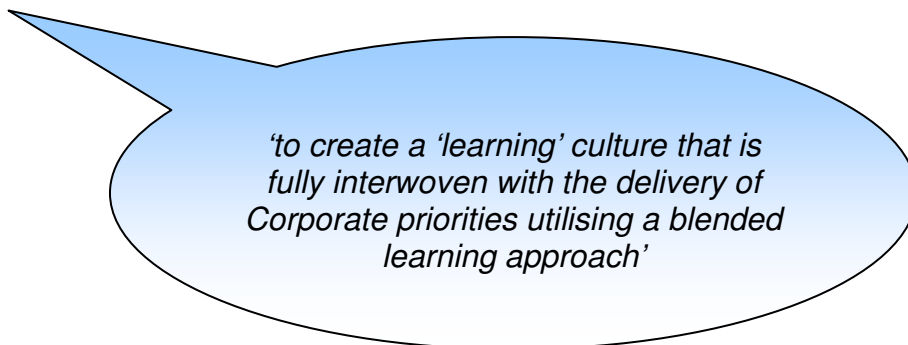 ‘to create a ‘learning’ culture that is
fully interwoven with the delivery of
Corporate priorities utilising a blended
learning approach’